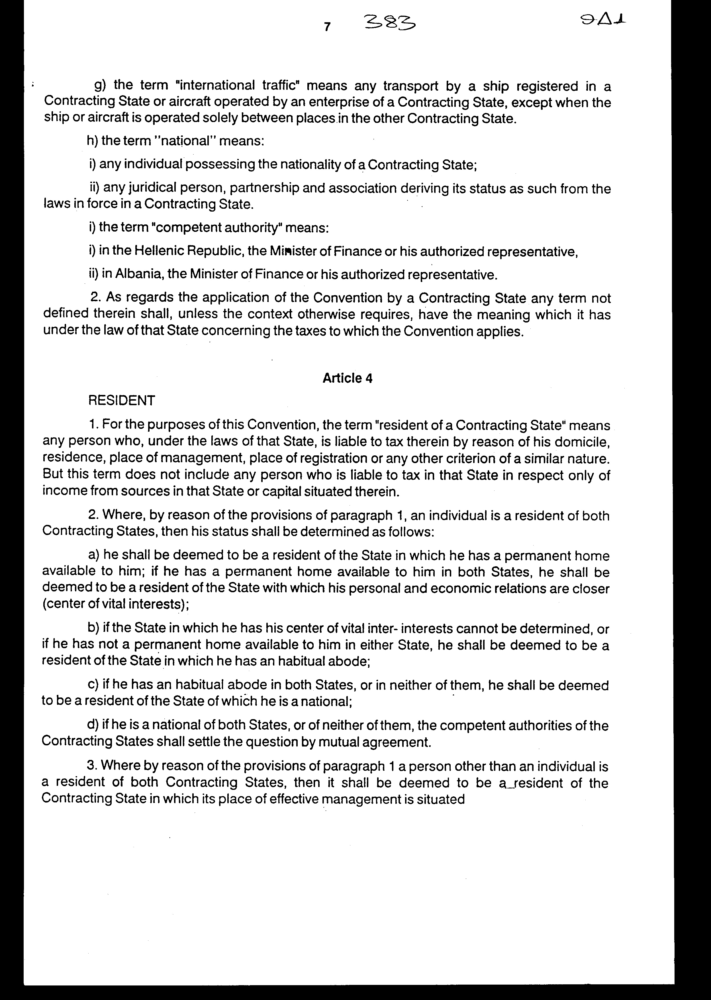 7 383 9Δ1
g) the term "international traffic" means any transport by a ship registered in a
Contracting State or aircraft operated by an enterprise of a Contracting State, except when the
ship or aircraft is operated solely between places in the other Contracting State.
h) the term "national" means:
i) any individual possessing the nationality of a Contracting State;
ii) any juridical person, partnership and association deriving its status as such from the
laws in force in a Contracting State.
i) the term "competent authority" means:
i) in the Hellenic Republic, the Minister of Finance or his authorized representative,
ii) in Albania, the Minister of Finance or his authorized representative.
2. As regards the application of the Convention by a Contracting State any term not
defined therein shall, unless the context otherwise requires, have the meaning which it has
under the law of that State concerning the taxes to which the Convention applies.
Article 4
RESIDENT
1. For the purposes of this Convention, the term "resident of a Contracting State" means
any person who, under the laws of that State, is liable to tax therein by reason of his domicile,
residence, place of management, place of registration or any other criterion of a similar nature.
But this term does not include any person who is liable to tax in that State in respect only of
income from sources in that State or capital situated therein.
2. Where, by reason of the provisions of paragraph 1, an individual is a resident of both
Contracting States, then his status shall be determined as follows:
a) he shall be deemed to be a resident of the State in which he has a permanent home
available to him; if he has a permanent home available to him in both States, he shall be
deemed to be a resident of the State with which his personal and economic relations are closer
(center of vital interests);
b) if the State in which he has his center of vital inter- interests cannot be determined, or
if he has not a permanent home available to him in either State, he shall be deemed to be a
resident of the State in which he has an habitual abode;
c) if he has an habitual abode in both States, or in neither of them, he shall be deemed
to be a resident of the State of which he is a national;
d) if he is a national of both States, or of neither of them, the competent authorities of the
Contracting States shall settle the question by mutual agreement.
3. Where by reason of the provisions of paragraph 1 a person other than an individual is
a resident of both Contracting States, then it shall be deemed to be a resident of the
Contracting State in which its place of effective management is situated